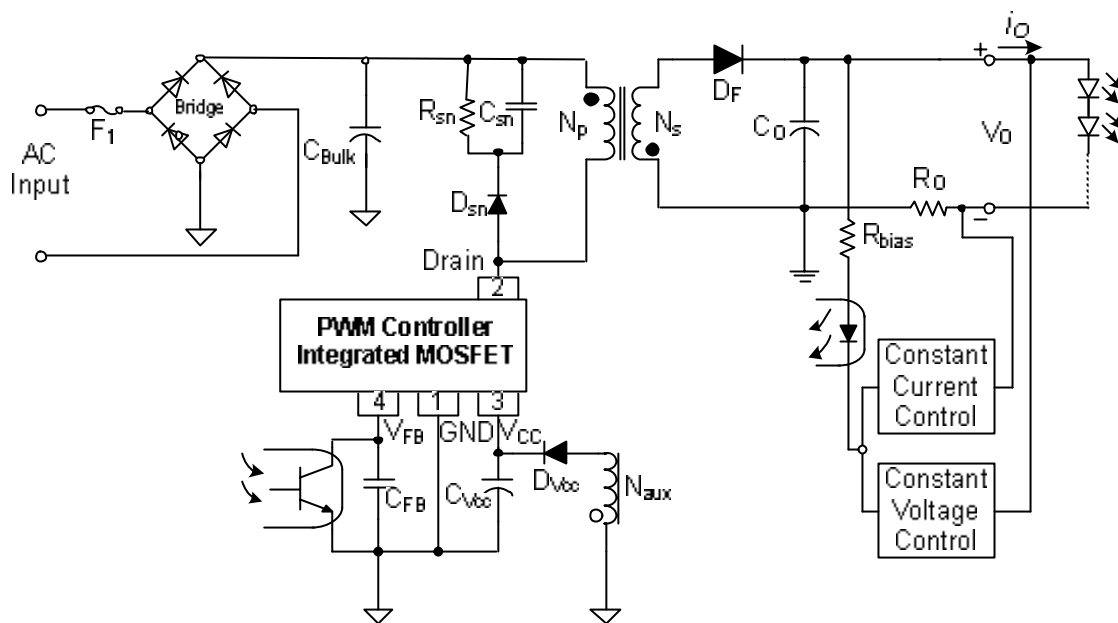 AC
Input
F1
Bridge
CBulk
Rsn
Csn
Dsn
Np
Ns
DF
CO
+
iO
VO
RO
−
Rbias
Drain
2
PWM Controller
Integrated MOSFET
4
1
3
VFB
GND
VCC
CFB
CVcc
DVcc
Naux
Constant
Current
Control
Constant
Voltage
Control